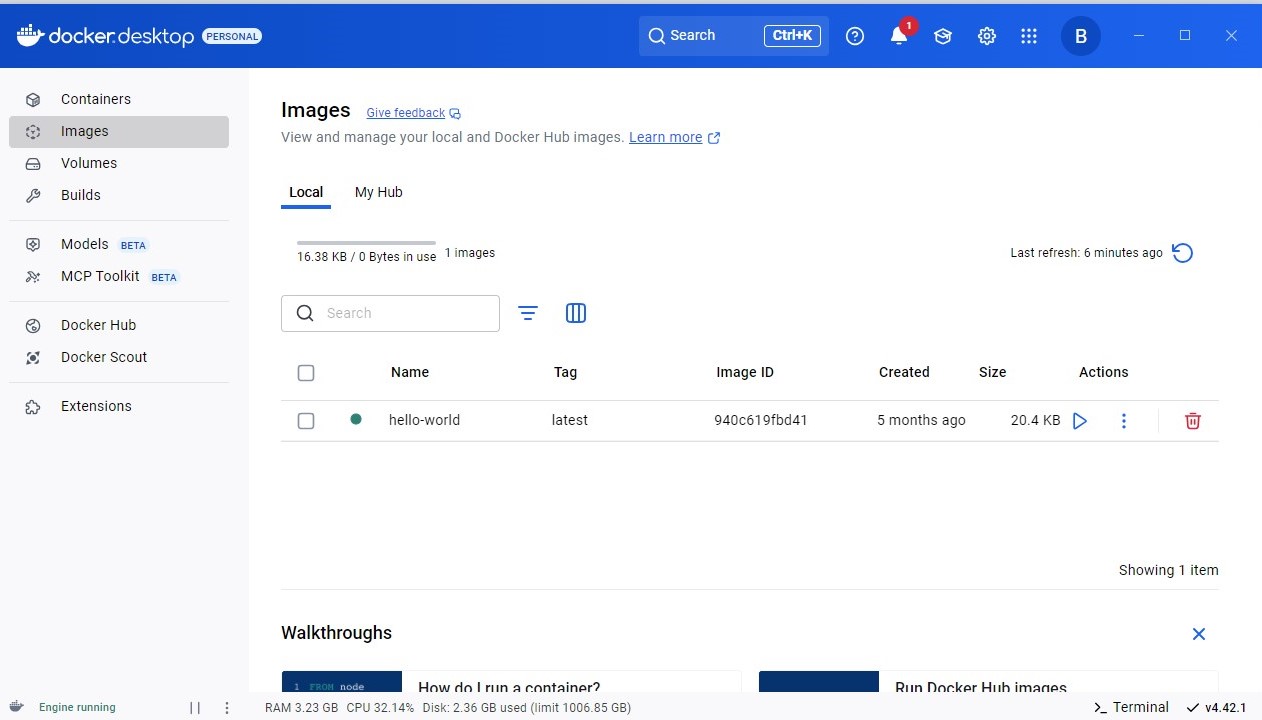 docker.desktop PERSONAL Search Ctrl+K 1 B
Containers
Images
Volumes
Builds
Models BETA
MCP Toolkit BETA
Docker Hub
Docker Scout
Extensions
Images Give feedback
View and manage your local and Docker Hub images. Learn more
Local My Hub
16.38 KB / 0 Bytes in use 1 images Last refresh: 6 minutes ago
Search
Name Tag Image ID Created Size Actions
hello-world latest 940c619fbd41 5 months ago 20.4 KB
Showing 1 item
Walkthroughs
1 FROM node How do I run a container? Run Docker Hub images
Engine running RAM 3.23 GB CPU 32.14% Disk: 2.36 GB used (limit 1006.85 GB) Terminal v4.42.1